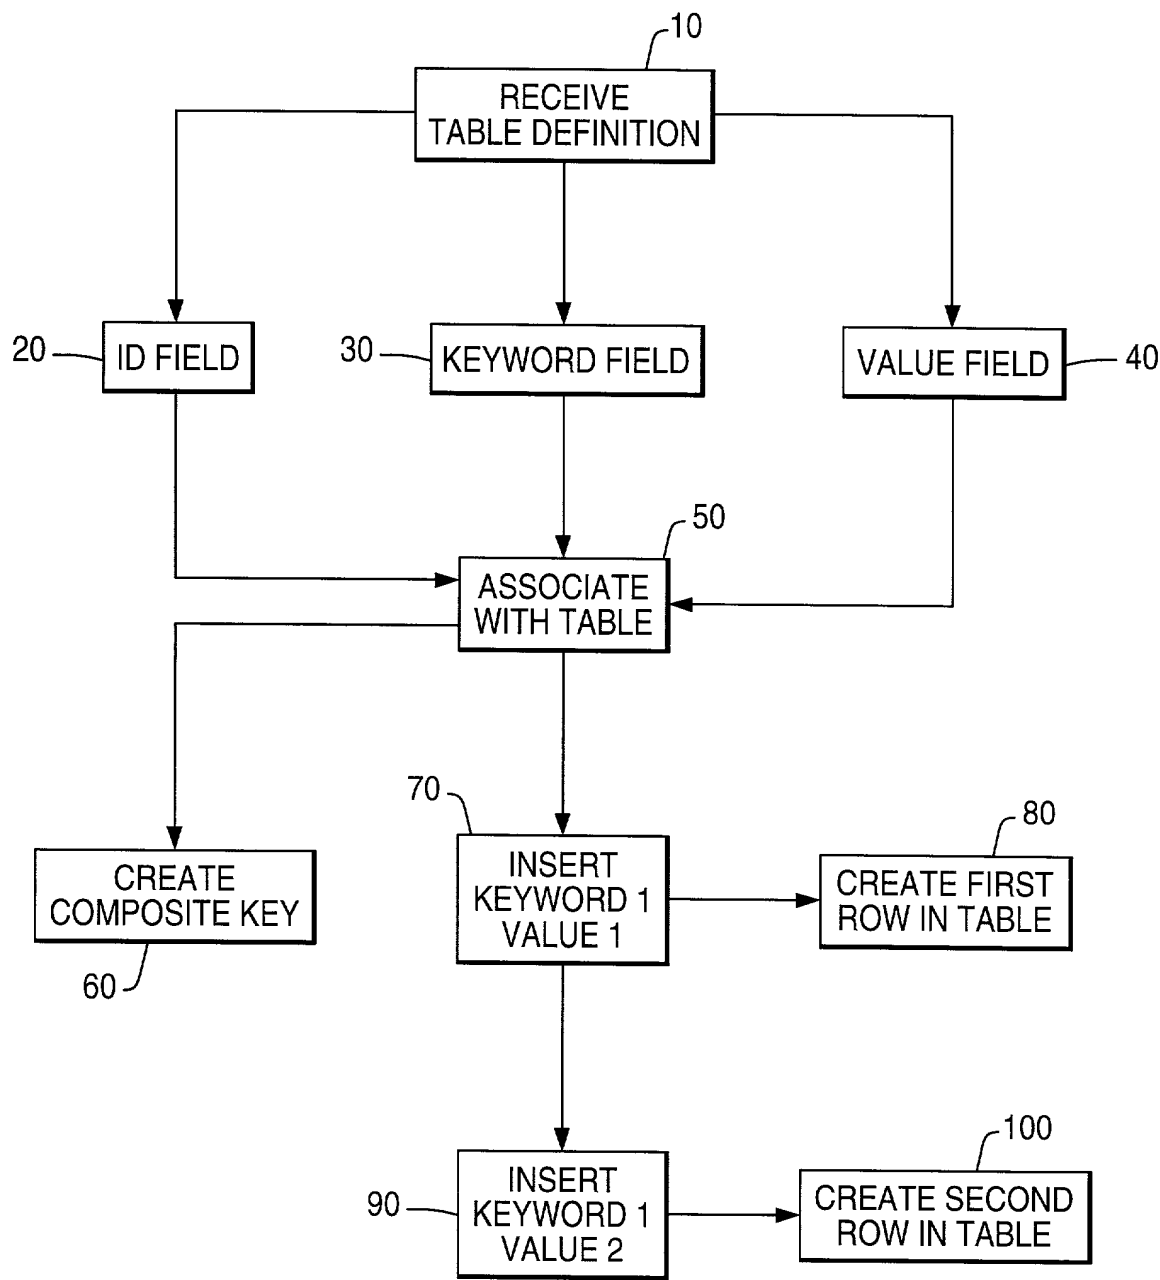 10
RECEIVE
TABLE DEFINITION
20
ID FIELD
30
KEYWORD FIELD
VALUE FIELD
40
50
ASSOCIATE
WITH TABLE
70
INSERT
KEYWORD 1
VALUE 1
80
CREATE FIRST
ROW IN TABLE
CREATE
COMPOSITE KEY
60
90
INSERT
KEYWORD 1
VALUE 2
100
CREATE SECOND
ROW IN TABLE